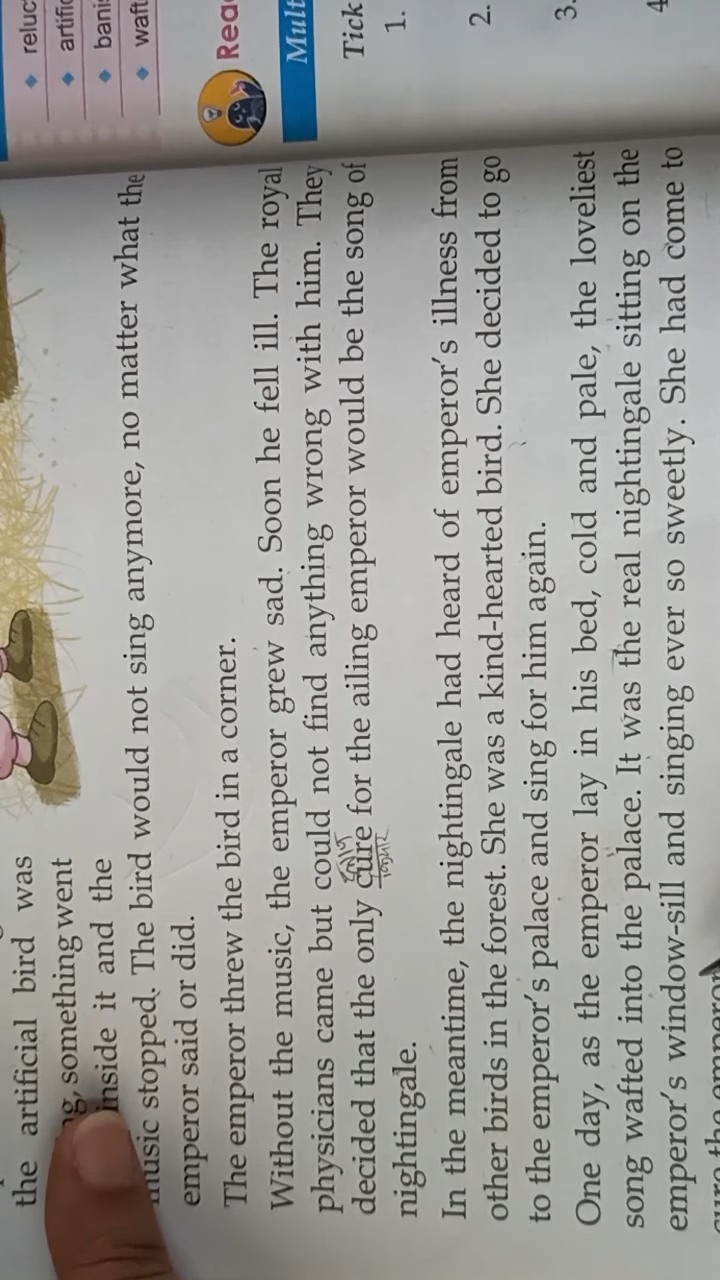 the artificial bird was
something went
inside it and the
music stopped. The bird would not sing anymore, no matter what the
emperor said or did.
The emperor threw the bird in a corner.
Without the music, the emperor grew sad. Soon he fell ill. The royal
physicians came but could not find anything wrong with him. They
decided that the only cure for the ailing emperor would be the song of
nightingale.
In the meantime, the nightingale had heard of emperor's illness from
other birds in the forest. She was a kind-hearted bird. She decided to go
to the emperor's palace and sing for him again.
One day, as the emperor lay in his bed, cold and pale, the loveliest
song wafted into the palace. It was the real nightingale sitting on the
emperor's window-sill and singing ever so sweetly. She had come to
cure the emperor
reluc
artific
banis
waft
Read
Mult
Tick
1.
2.
3.
4